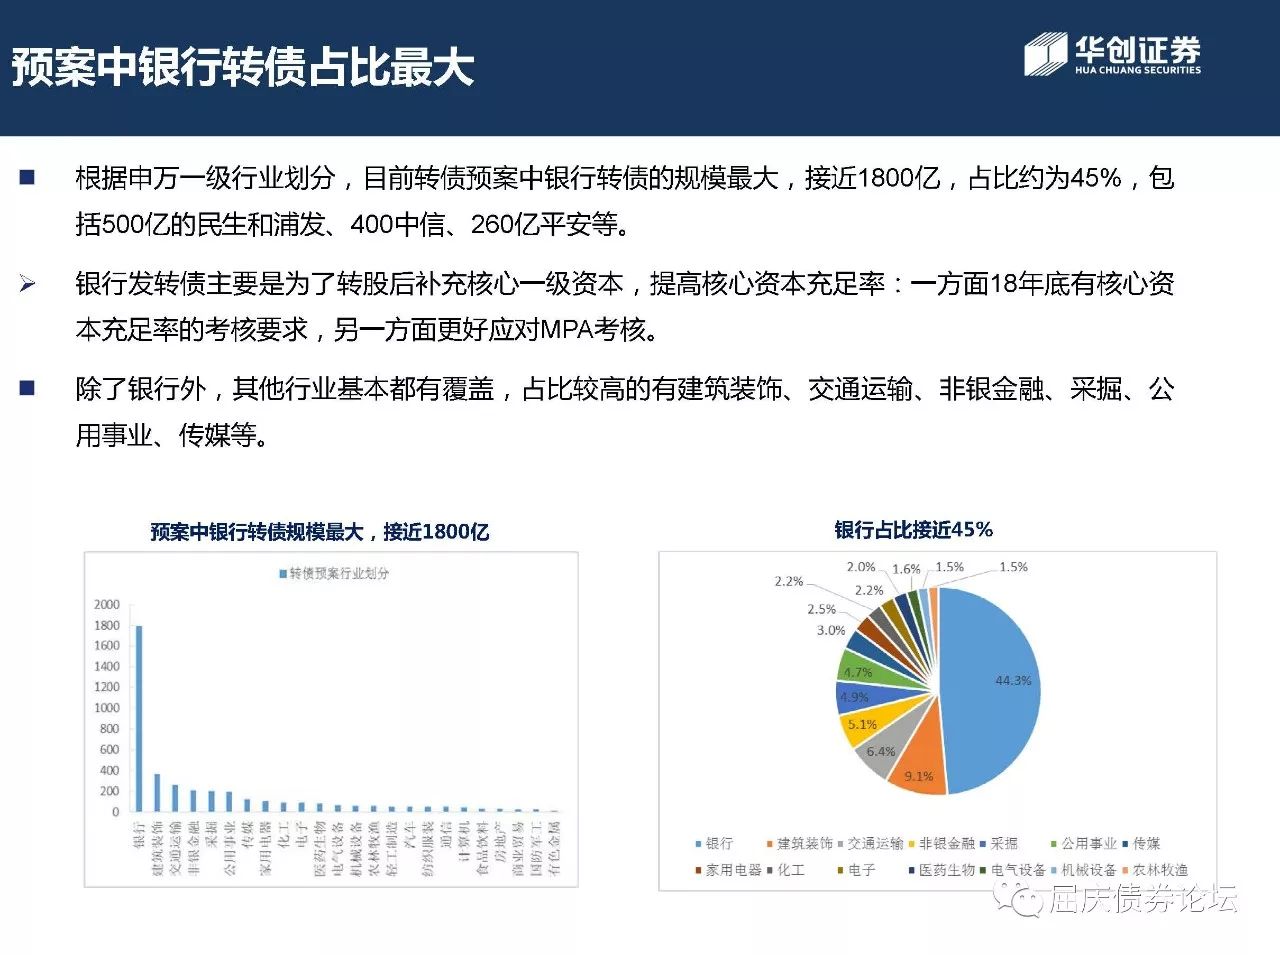 预案中银行转债占比最大
华创证券
HUA CHUANG SECURITIES
根据申万一级行业划分，目前转债预案中银行转债的规模最大，接近1800亿，占比约为45%，包
括500亿的民生和浦发、400中信、260亿平安等。
银行发转债主要是为了转股后补充核心一级资本，提高核心资本充足率：一方面18年底有核心资
本充足率的考核要求，另一方面更好应对MPA考核。
除了银行外，其他行业基本都有覆盖，占比较高的有建筑装饰、交通运输、非银金融、采掘、公
用事业、传媒等。
预案中银行转债规模最大，接近1800亿
转债预案行业划分
2000
1800
1600
1400
1200
1000
800
600
400
200
0
银行
建筑装饰
交通运输
非银金融
采掘
公用事业
传媒
家用电器
化工
电子
医药生物
电气设备
机械设备
农林牧渔
轻工制造
汽车
纺织服装
通信
计算机
食品饮料
房地产
商业贸易
国防军工
有色金属
银行占比接近45%
2.0% 1.6% 1.5% 1.5%
2.2%
2.2%
2.5%
3.0%
4.7%
4.9%
5.1%
6.4%
9.1%
44.3%
银行 建筑装饰 交通运输 非银金融 采掘 公用事业 传媒
家用电器 化工 电子 医药生物 电气设备 机械设备 农林牧渔
屈庆债券论坛